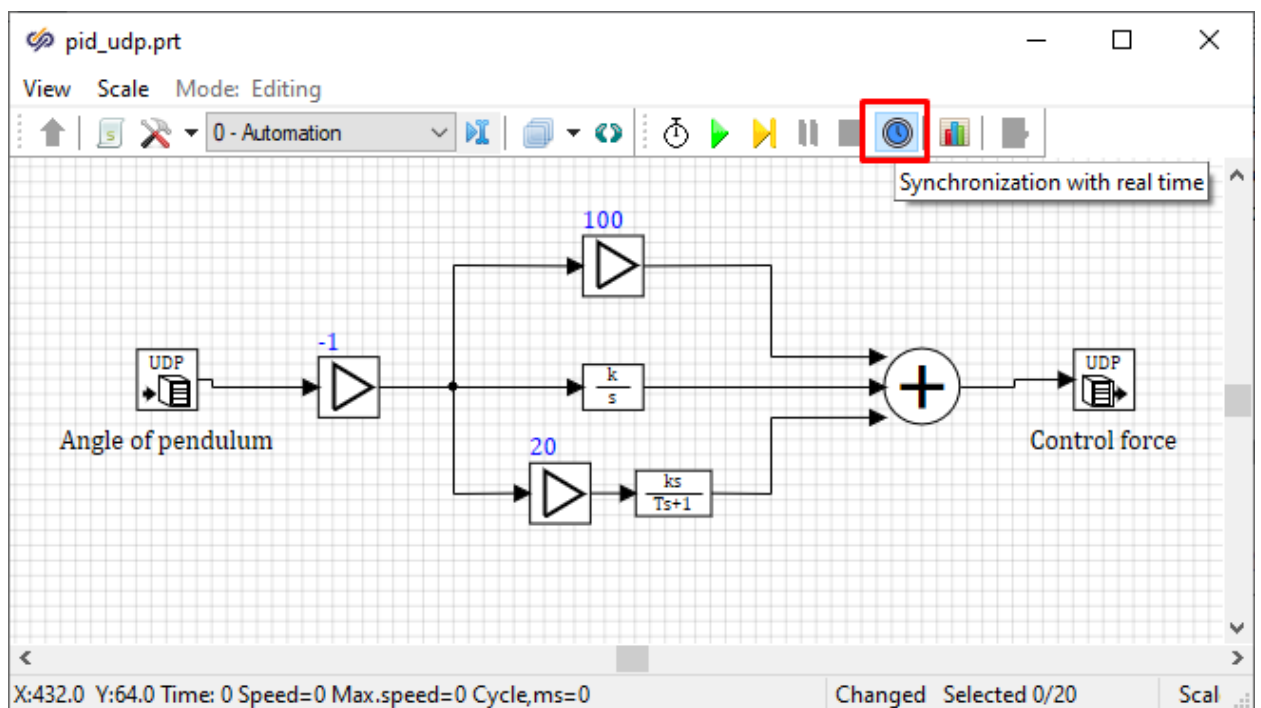 pid_udp.prt
View Scale Mode: Editing
0 - Automation
Synchronization with real time
100
-1
UDP
k
s
UDP
Angle of pendulum
20
Control force
ks
Ts+1
X:432.0 Y:64.0 Time: 0 Speed=0 Max.speed=0 Cycle,ms=0 Changed Selected 0/20 Scal